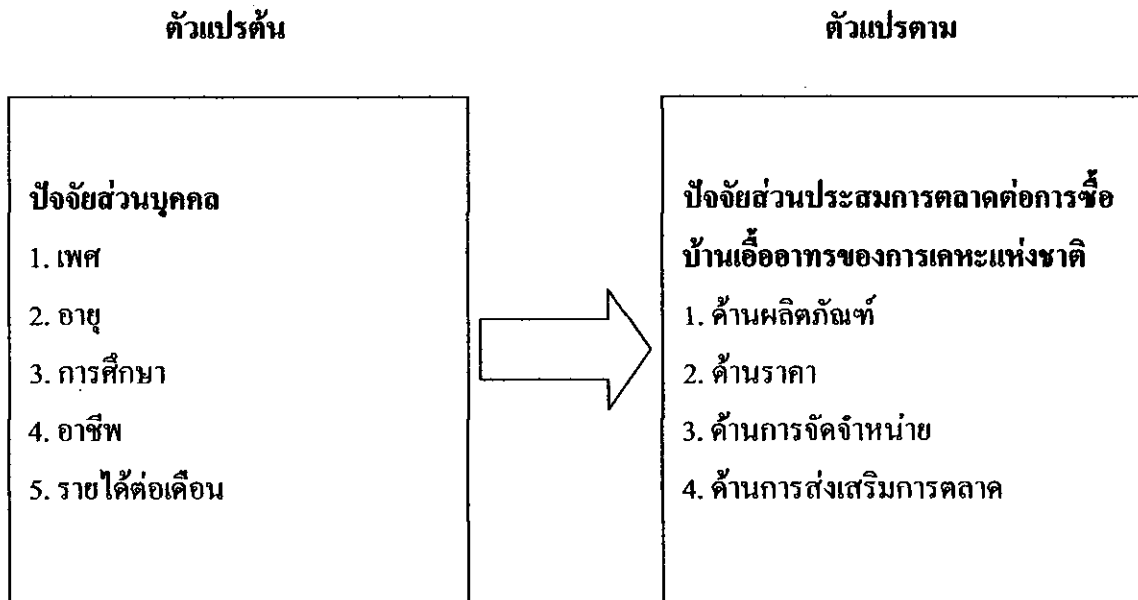 ตัวแปรต้น
ตัวแปรตาม
ปัจจัยส่วนบุคคล
1. เพศ
2. อายุ
3. การศึกษา
4. อาชีพ
5. รายได้ต่อเดือน
ปัจจัยส่วนประสมการตลาดต่อการซื้อ
บ้านเอื้ออาทรของการเคหะแห่งชาติ
1. ด้านผลิตภัณฑ์
2. ด้านราคา
3. ด้านการจัดจำหน่าย
4. ด้านการส่งเสริมการตลาด